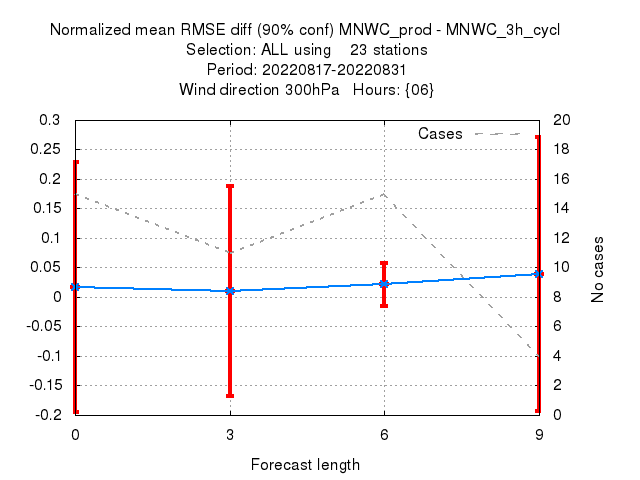 Normalized mean RMSE diff (90% conf) MNWC_prod - MNWC_3h_cycl
Selection: ALL using 23 stations
Period: 20220817-20220831
Wind direction 300hPa Hours: {06}
0.3
0.25
0.2
0.15
0.1
0.05
0
-0.05
-0.1
-0.15
-0.2
Cases
20
18
16
14
12
10
8
6
4
2
0
No cases
0 3 6 9
Forecast length